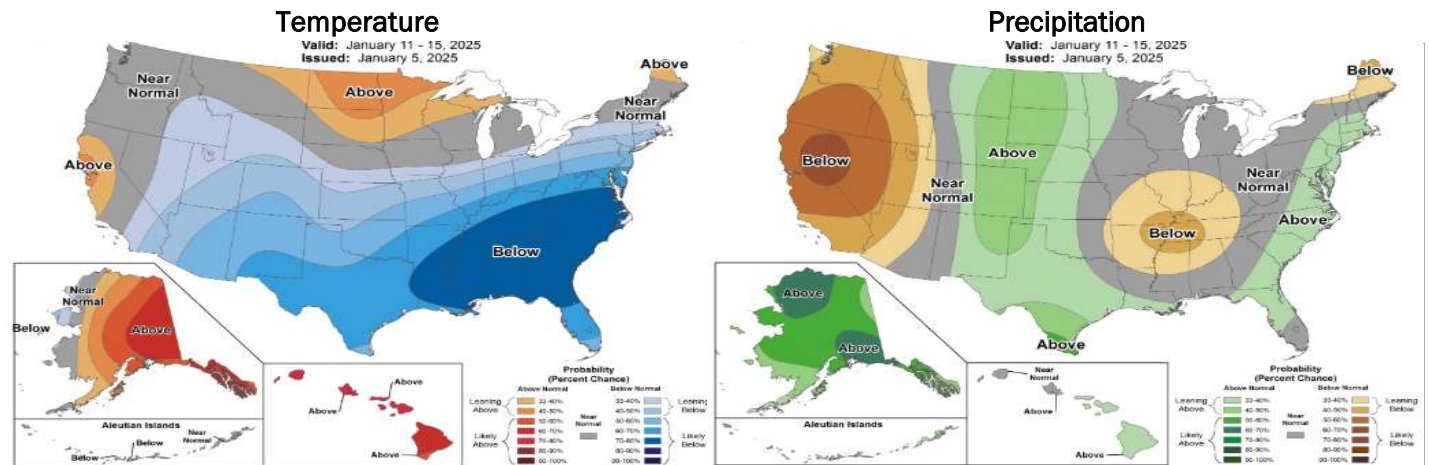 Temperature
Valid: January 11 - 15, 2025
Issued: January 5, 2025
Near
Normal
Above
Above
Near
Normal
Above
Below
Near
Normal
Below
Above
Above
Above
Above
Aleutian Islands
Below
Below
Near
Normal
Probability
(Percent Chance)
Above Normal
Below Normal
Leaning
Above
Likely
Above
33-40%
40-50%
50-60%
60-70%
70-80%
80-90%
90-100%
Near
Normal
33-40%
40-50%
50-60%
60-70%
70-80%
80-90%
90-100%
Leaning
Below
Likely
Below
Precipitation
Valid: January 11 - 15, 2025
Issued: January 5, 2025
Below
Below
Near
Normal
Above
Near
Normal
Above
Below
Above
Above
Above
Near
Normal
Above
Above
Aleutian Islands
Probability
(Percent Chance)
Above Normal
Below Normal
Leaning
Above
Likely
Above
33-40%
40-50%
50-60%
60-70%
70-80%
80-90%
90-100%
Near
Normal
33-40%
40-50%
50-60%
60-70%
70-80%
80-90%
90-100%
Leaning
Below
Likely
Below